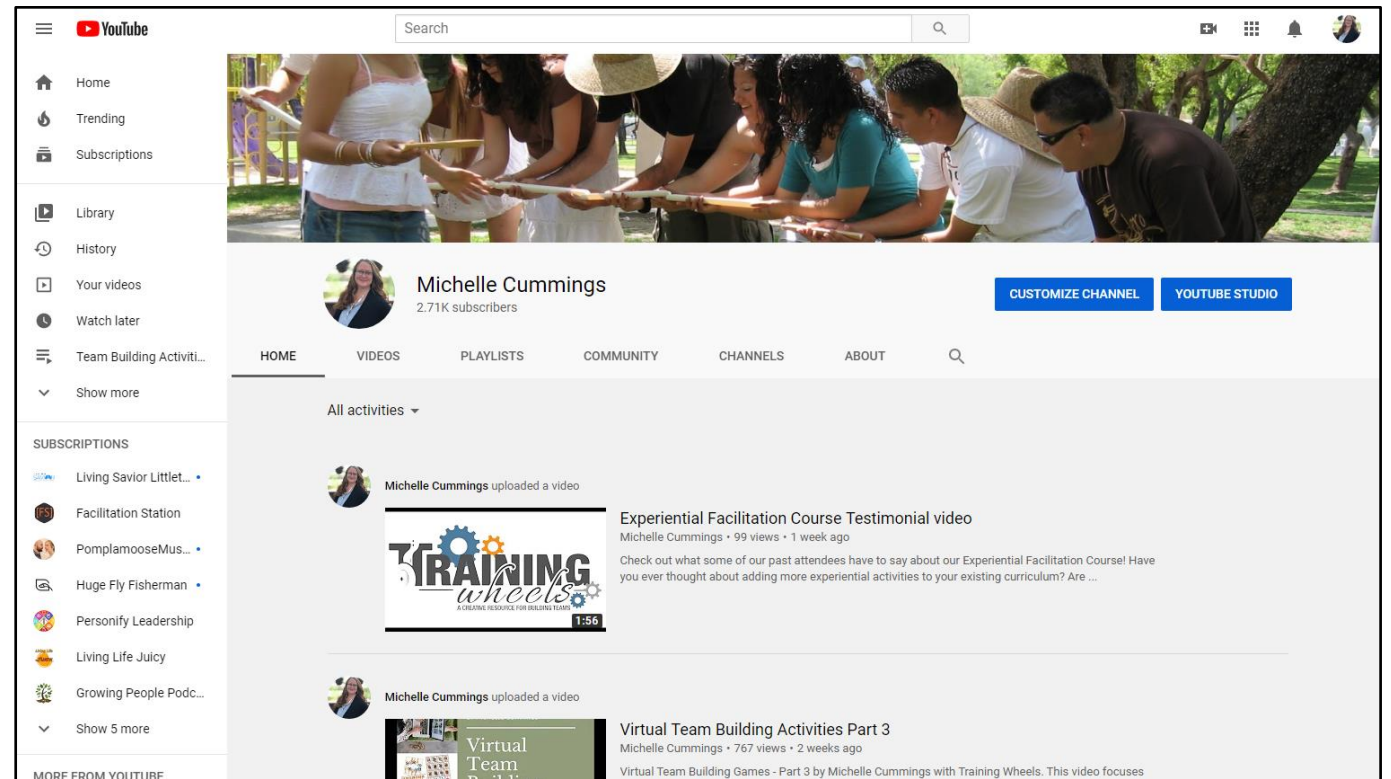 YouTube
Search
Home
Trending
Subscriptions
Library
History
Your videos
Watch later
Team Building Activiti...
Show more
SUBSCRIPTIONS
Living Savior Littlet...
Facilitation Station
PomplamooseMus...
Huge Fly Fisherman
Personify Leadership
Living Life Juicy
Growing People Podc...
Show 5 more
MORE FROM YOUTUBE
Michelle Cummings
2.71K subscribers
CUSTOMIZE CHANNEL
YOUTUBE STUDIO
HOME VIDEOS PLAYLISTS COMMUNITY CHANNELS ABOUT
All activities
Michelle Cummings uploaded a video
TRAINING
wheels
A CREATIVE RESOURCE FOR BUILDING TEAMS
1:56
Experiential Facilitation Course Testimonial video
Michelle Cummings • 99 views • 1 week ago
Check out what some of our past attendees have to say about our Experiential Facilitation Course! Have
you ever thought about adding more experiential activities to your existing curriculum? Are ...
Michelle Cummings uploaded a video
Virtual
Team
Virtual Team Building Activities Part 3
Michelle Cummings • 767 views • 2 weeks ago
Virtual Team Building Games - Part 3 by Michelle Cummings with Training Wheels. This video focuses